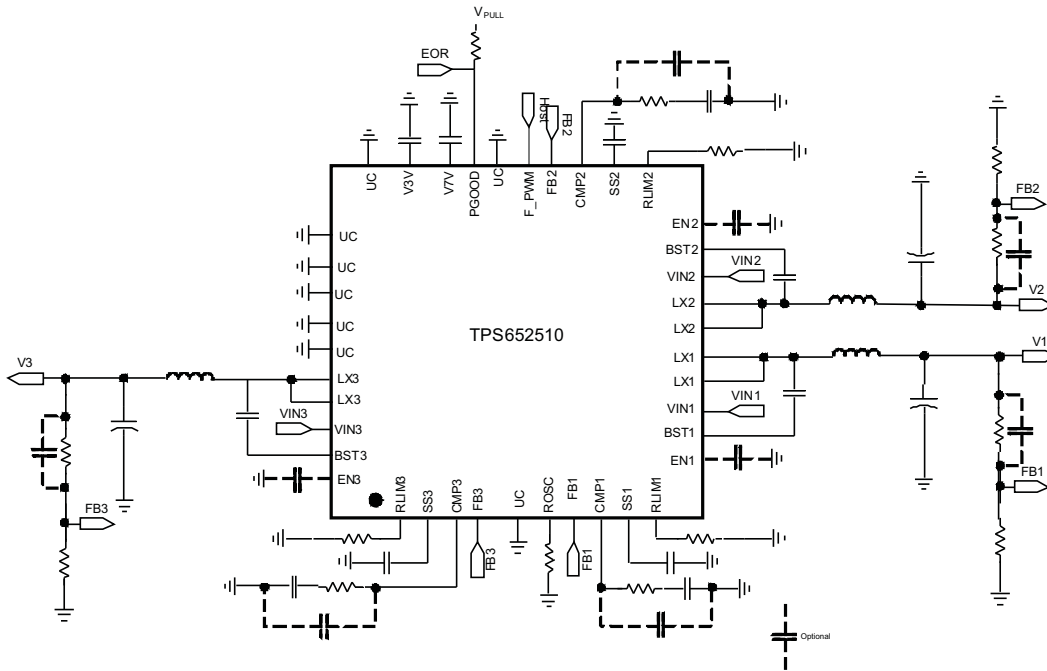 VPULL
EOR
Host
FB2
UC
V3V
V7V
PGOOD
UC
F_PWM
FB2
CMP2
SS2
RLIM2
UC
UC
UC
UC
UC
LX3
LX3
VIN3
BST3
EN3
V3
VIN3
FB3
TPS652510
EN2
BST2
VIN2
LX2
LX2
LX1
LX1
VIN1
BST1
EN1
VIN2
VIN1
FB2
V2
V1
FB1
RLIM3
SS3
CMP3
FB3
UC
ROSC
FB1
CMP1
SS1
RLIM1
FB3
FB1
Optional